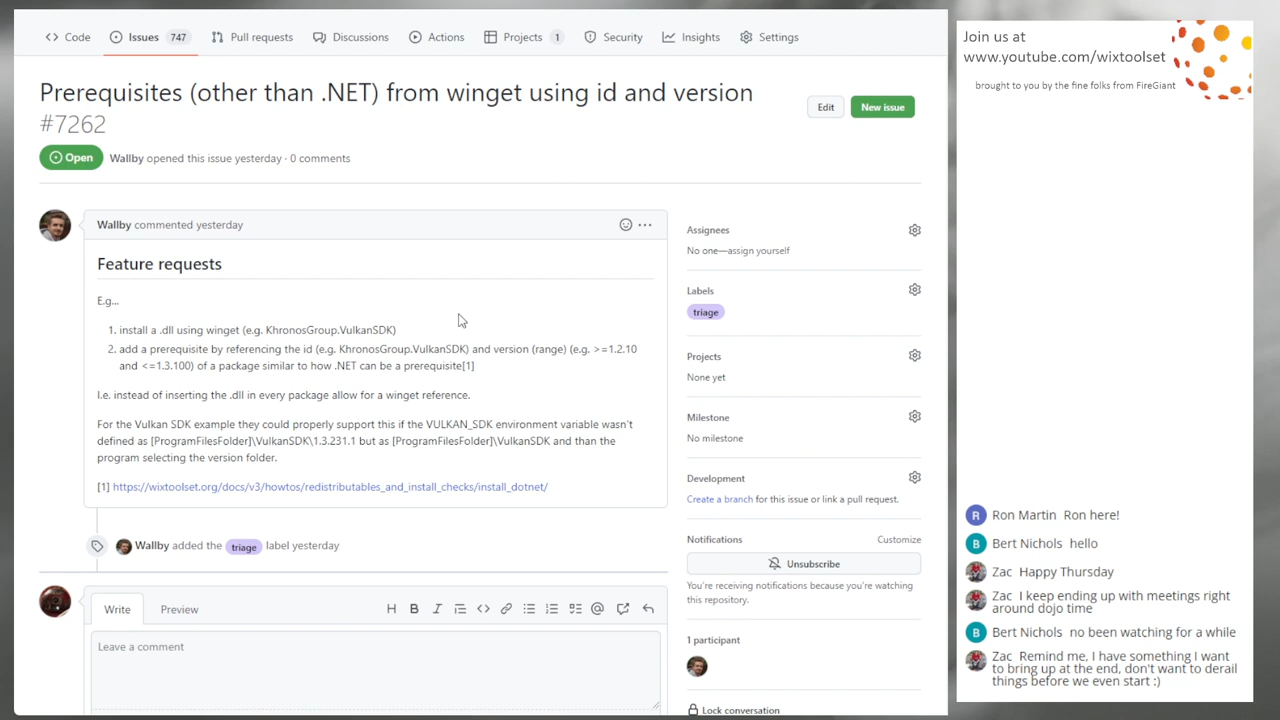 Code
Issues 747
Pull requests
Discussions
Actions
Projects 1
Security
Insights
Settings
Prerequisites (other than .NET) from winget using id and version
#7262
Edit
New issue
Open
Wallby opened this issue yesterday · 0 comments
Wallby commented yesterday
Feature requests
E.g...
1. install a .dll using winget (e.g. KhronosGroup.VulkanSDK)
2. add a prerequisite by referencing the id (e.g. KhronosGroup.VulkanSDK) and version (range) (e.g. >=1.2.10
and <=1.3.100) of a package similar to how .NET can be a prerequisite[1]
I.e. instead of inserting the .dll in every package allow for a winget reference.
For the Vulkan SDK example they could properly support this if the VULKAN_SDK environment variable wasn't
defined as [ProgramFilesFolder]\VulkanSDK\1.3.231.1 but as [ProgramFilesFolder]\VulkanSDK and than the
program selecting the version folder.
[1] https://wixtoolset.org/docs/v3/howtos/redistributables_and_install_checks/install_dotnet/
Wallby added the triage label yesterday
Write
Preview
Leave a comment
Assignees
No one—assign yourself
Labels
triage
Projects
None yet
Milestone
No milestone
Development
Create a branch for this issue or link a pull request.
Notifications
Customize
Unsubscribe
You're receiving notifications because you're watching
this repository.
1 participant
Lock conversation
Join us at
www.youtube.com/wixtoolset
brought to you by the fine folks from FireGiant
R Ron Martin Ron here!
B Bert Nichols hello
Zac Happy Thursday
Zac I keep ending up with meetings right
around dojo time
B Bert Nichols no been watching for a while
Zac Remind me, I have something I want
to bring up at the end, don't want to derail
things before we even start :)